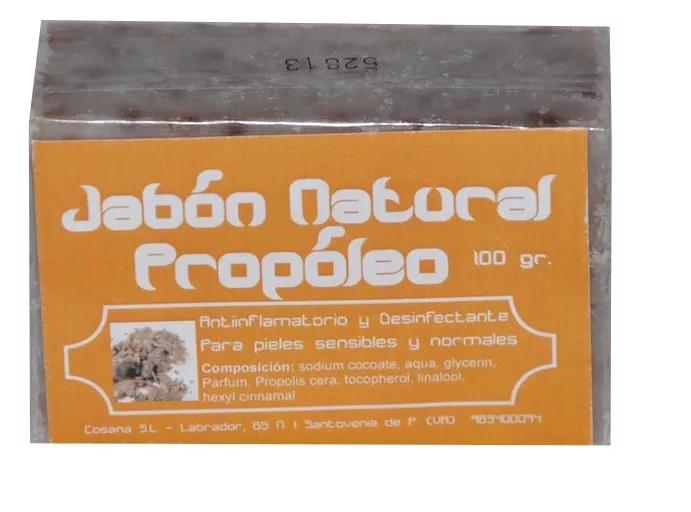 52813
Jabón Natural
Propóleo 100 gr.
Antiinflamatorio y Desinfectante
Para pieles sensibles y normales
Composición: sodium cocoate, aqua, glycerin,
Parfum, Propolis cera, tocopherol, linalool,
hexyl cinnamal
Cosana S.L - Labrador, 65 N 1 Santovenia de P. (VA) 983400094